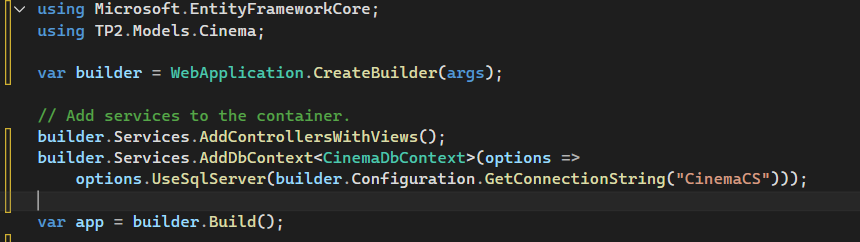 using Microsoft.EntityFrameworkCore;
using TP2.Models.Cinema;
var builder = WebApplication.CreateBuilder(args);
// Add services to the container.
builder.Services.AddControllersWithViews();
builder.Services.AddDbContext<CinemaDbContext>(options =>
    options.UseSqlServer(builder.Configuration.GetConnectionString("CinemaCS")));
var app = builder.Build();